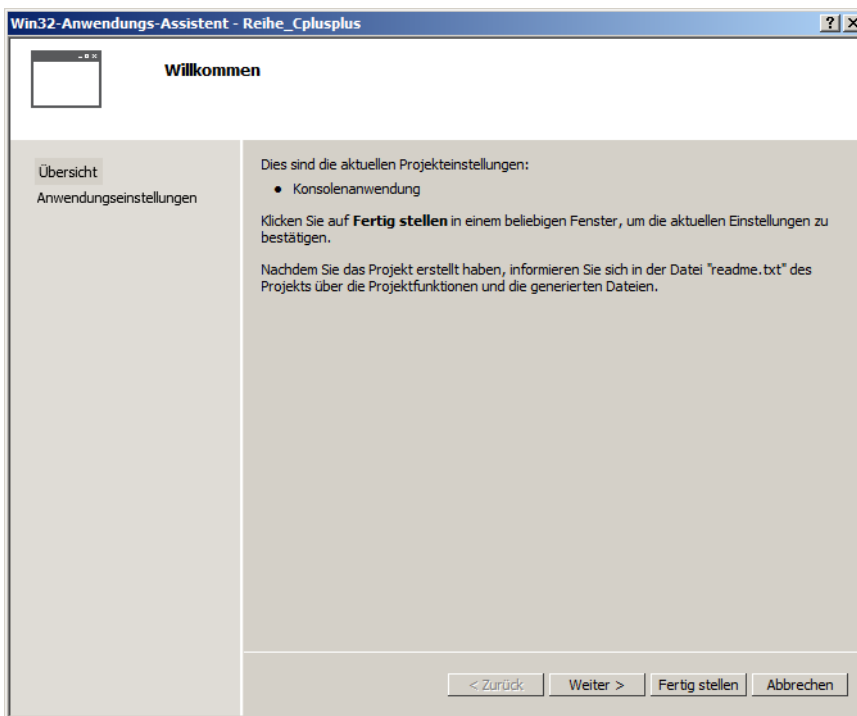 Win32-Anwendungs-Assistent - Reihe_Cplusplus
Willkommen
Übersicht
Anwendungseinstellungen
Dies sind die aktuellen Projekteinstellungen:
• Konsolenanwendung
Klicken Sie auf Fertig stellen in einem beliebigen Fenster, um die aktuellen Einstellungen zu
bestätigen.
Nachdem Sie das Projekt erstellt haben, informieren Sie sich in der Datei "readme.txt" des
Projekts über die Projektfunktionen und die generierten Dateien.
< Zurück
Weiter >
Fertig stellen
Abbrechen